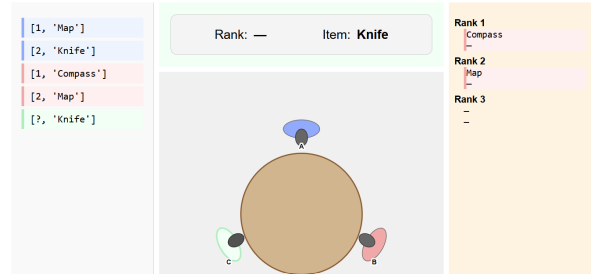 [1, 'Map']
[2, 'Knife']
[1, 'Compass']
[2, 'Map']
[?, 'Knife']
Rank: — Item: Knife
A
B
C
Rank 1
Compass
—
Rank 2
Map
—
Rank 3
—
—